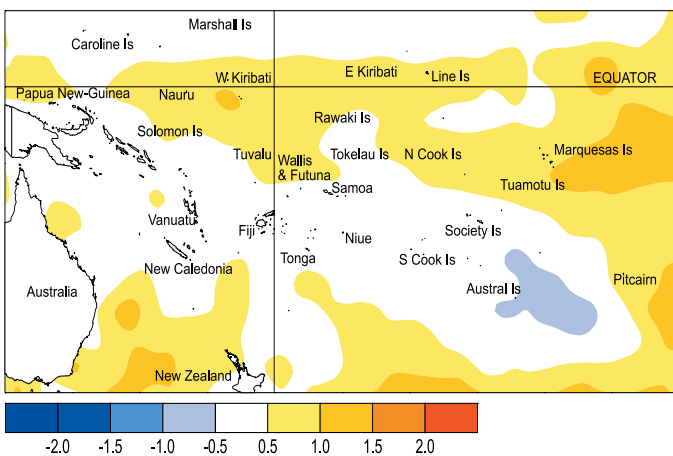 Marshall Is
Caroline Is
W Kiribati
E Kiribati
Line Is
EQUATOR
Papua New-Guinea
Nauru
Rawaki Is
Solomon Is
Tuvalu
Wallis
& Futuna
Tokelau Is
N Cook Is
Marquesas Is
Samoa
Tuamotu Is
Vanuatu
Fiji
Niue
Society Is
Tonga
S Cook Is
New Caledonia
Australia
Austral Is
Pitcairn
New Zealand
-2.0 -1.5 -1.0 -0.5 0.5 1.0 1.5 2.0